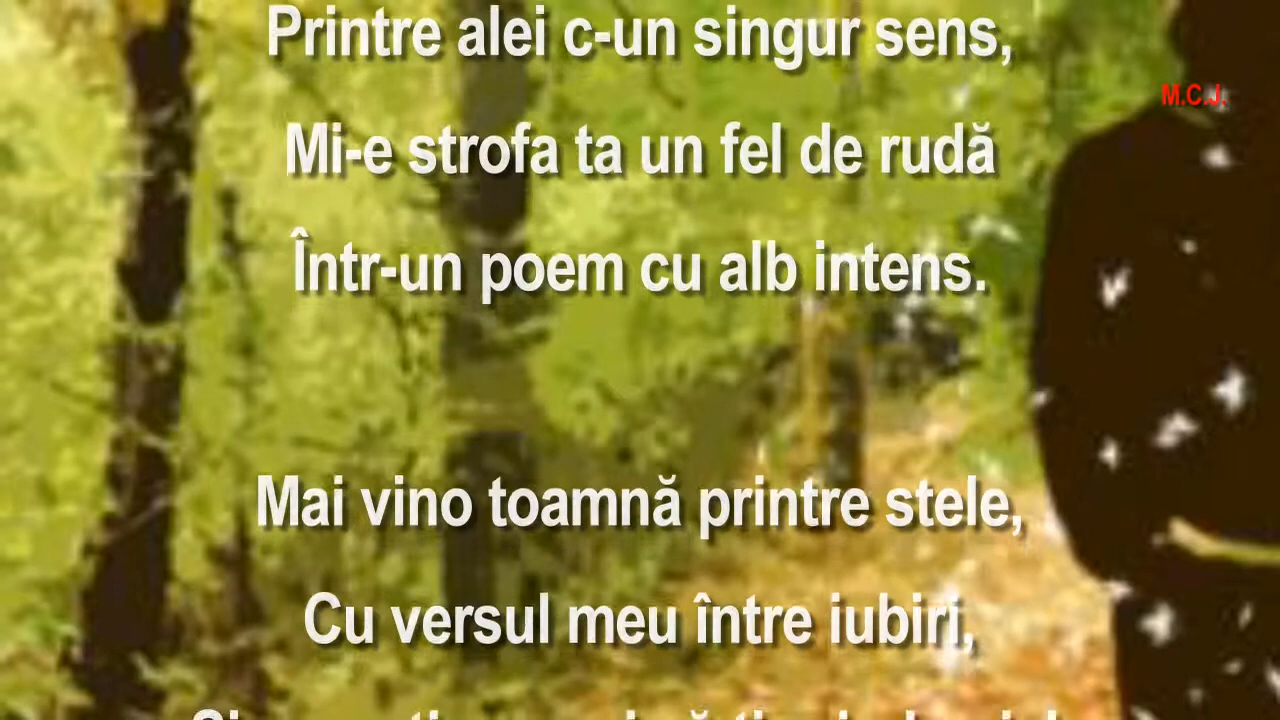 Printre alei c-un singur sens,
M.C.J.
Mi-e strofa ta un fel de rudă
Într-un poem cu alb intens.
Mai vino toamnă printre stele,
Cu versul meu între iubiri,